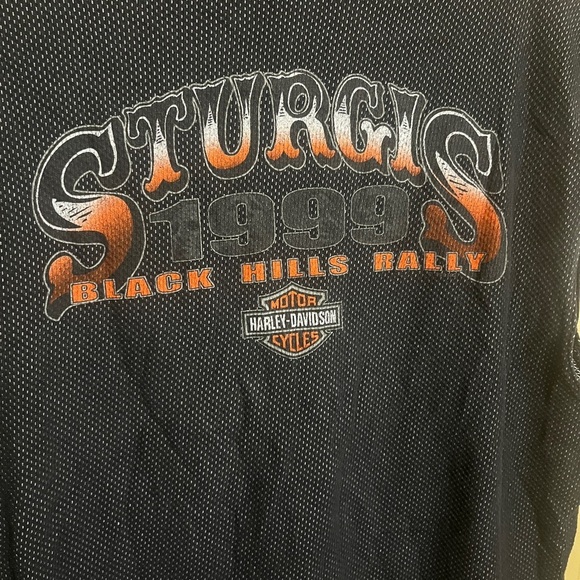 STURGIS
1999
BLACK HILLS RALLY
MOTOR
HARLEY-DAVIDSON
CYCLES